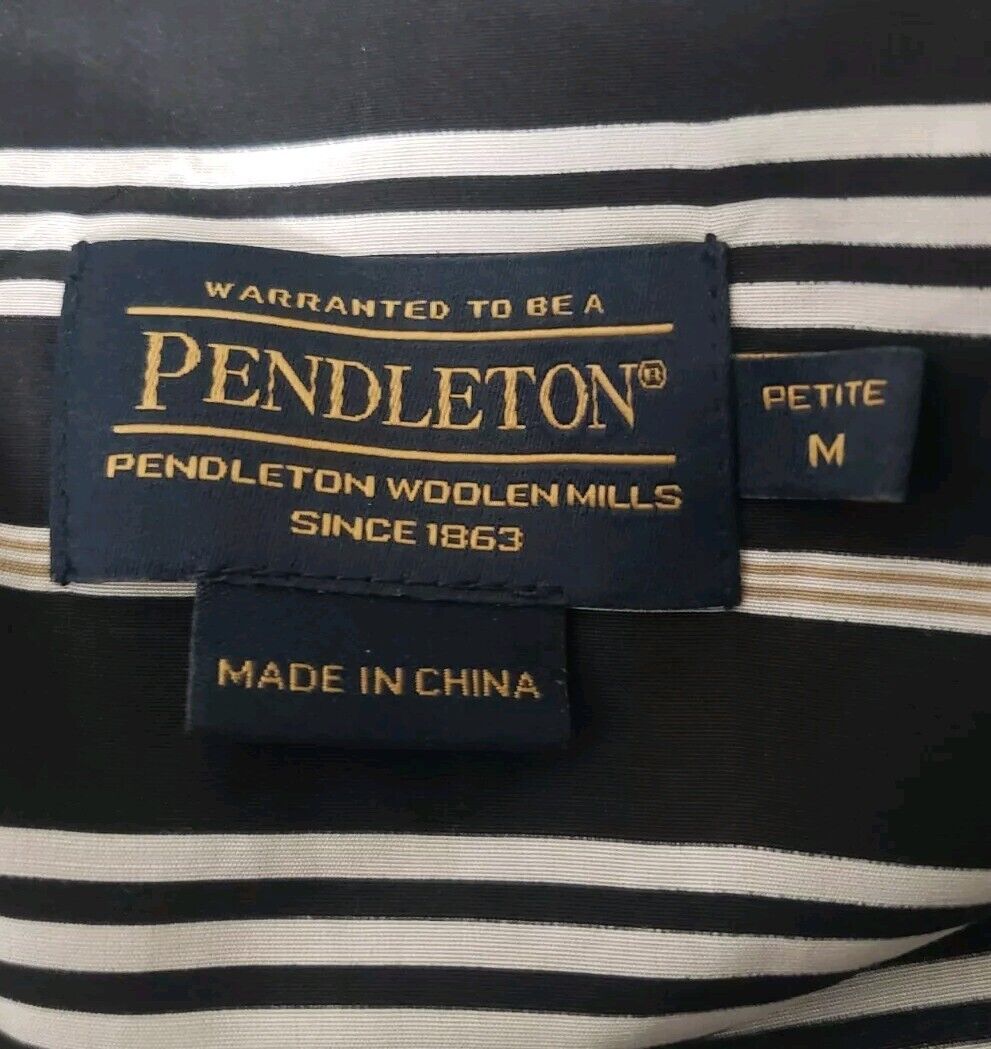 WARRANTED TO BE A
PENDLETON®
PENDLETON WOOLEN MILLS
SINCE 1863
PETITE
M
MADE IN CHINA